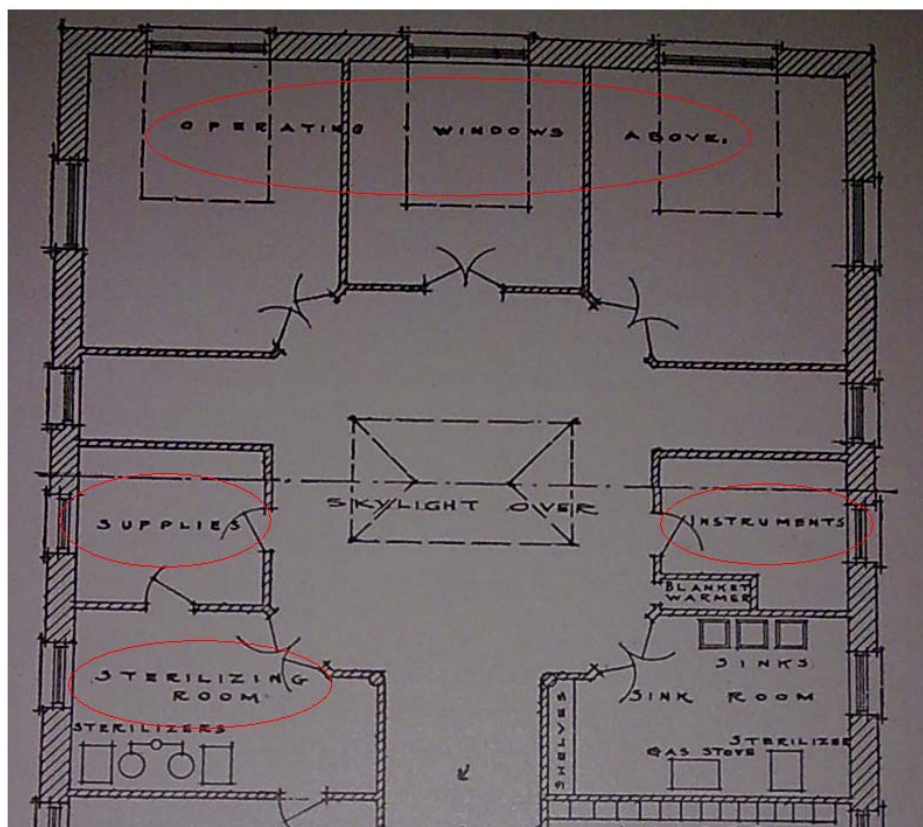 OPERATING WINDOWS ABOVE.
SKYLIGHT OVER
SUPPLIES
INSTRUMENTS
BLANKET
WARMER
STERILIZING
ROOM.
SINKS
SINK ROOM
SHELVES
STERILIZERS
GAS STOVE
STERILIZER